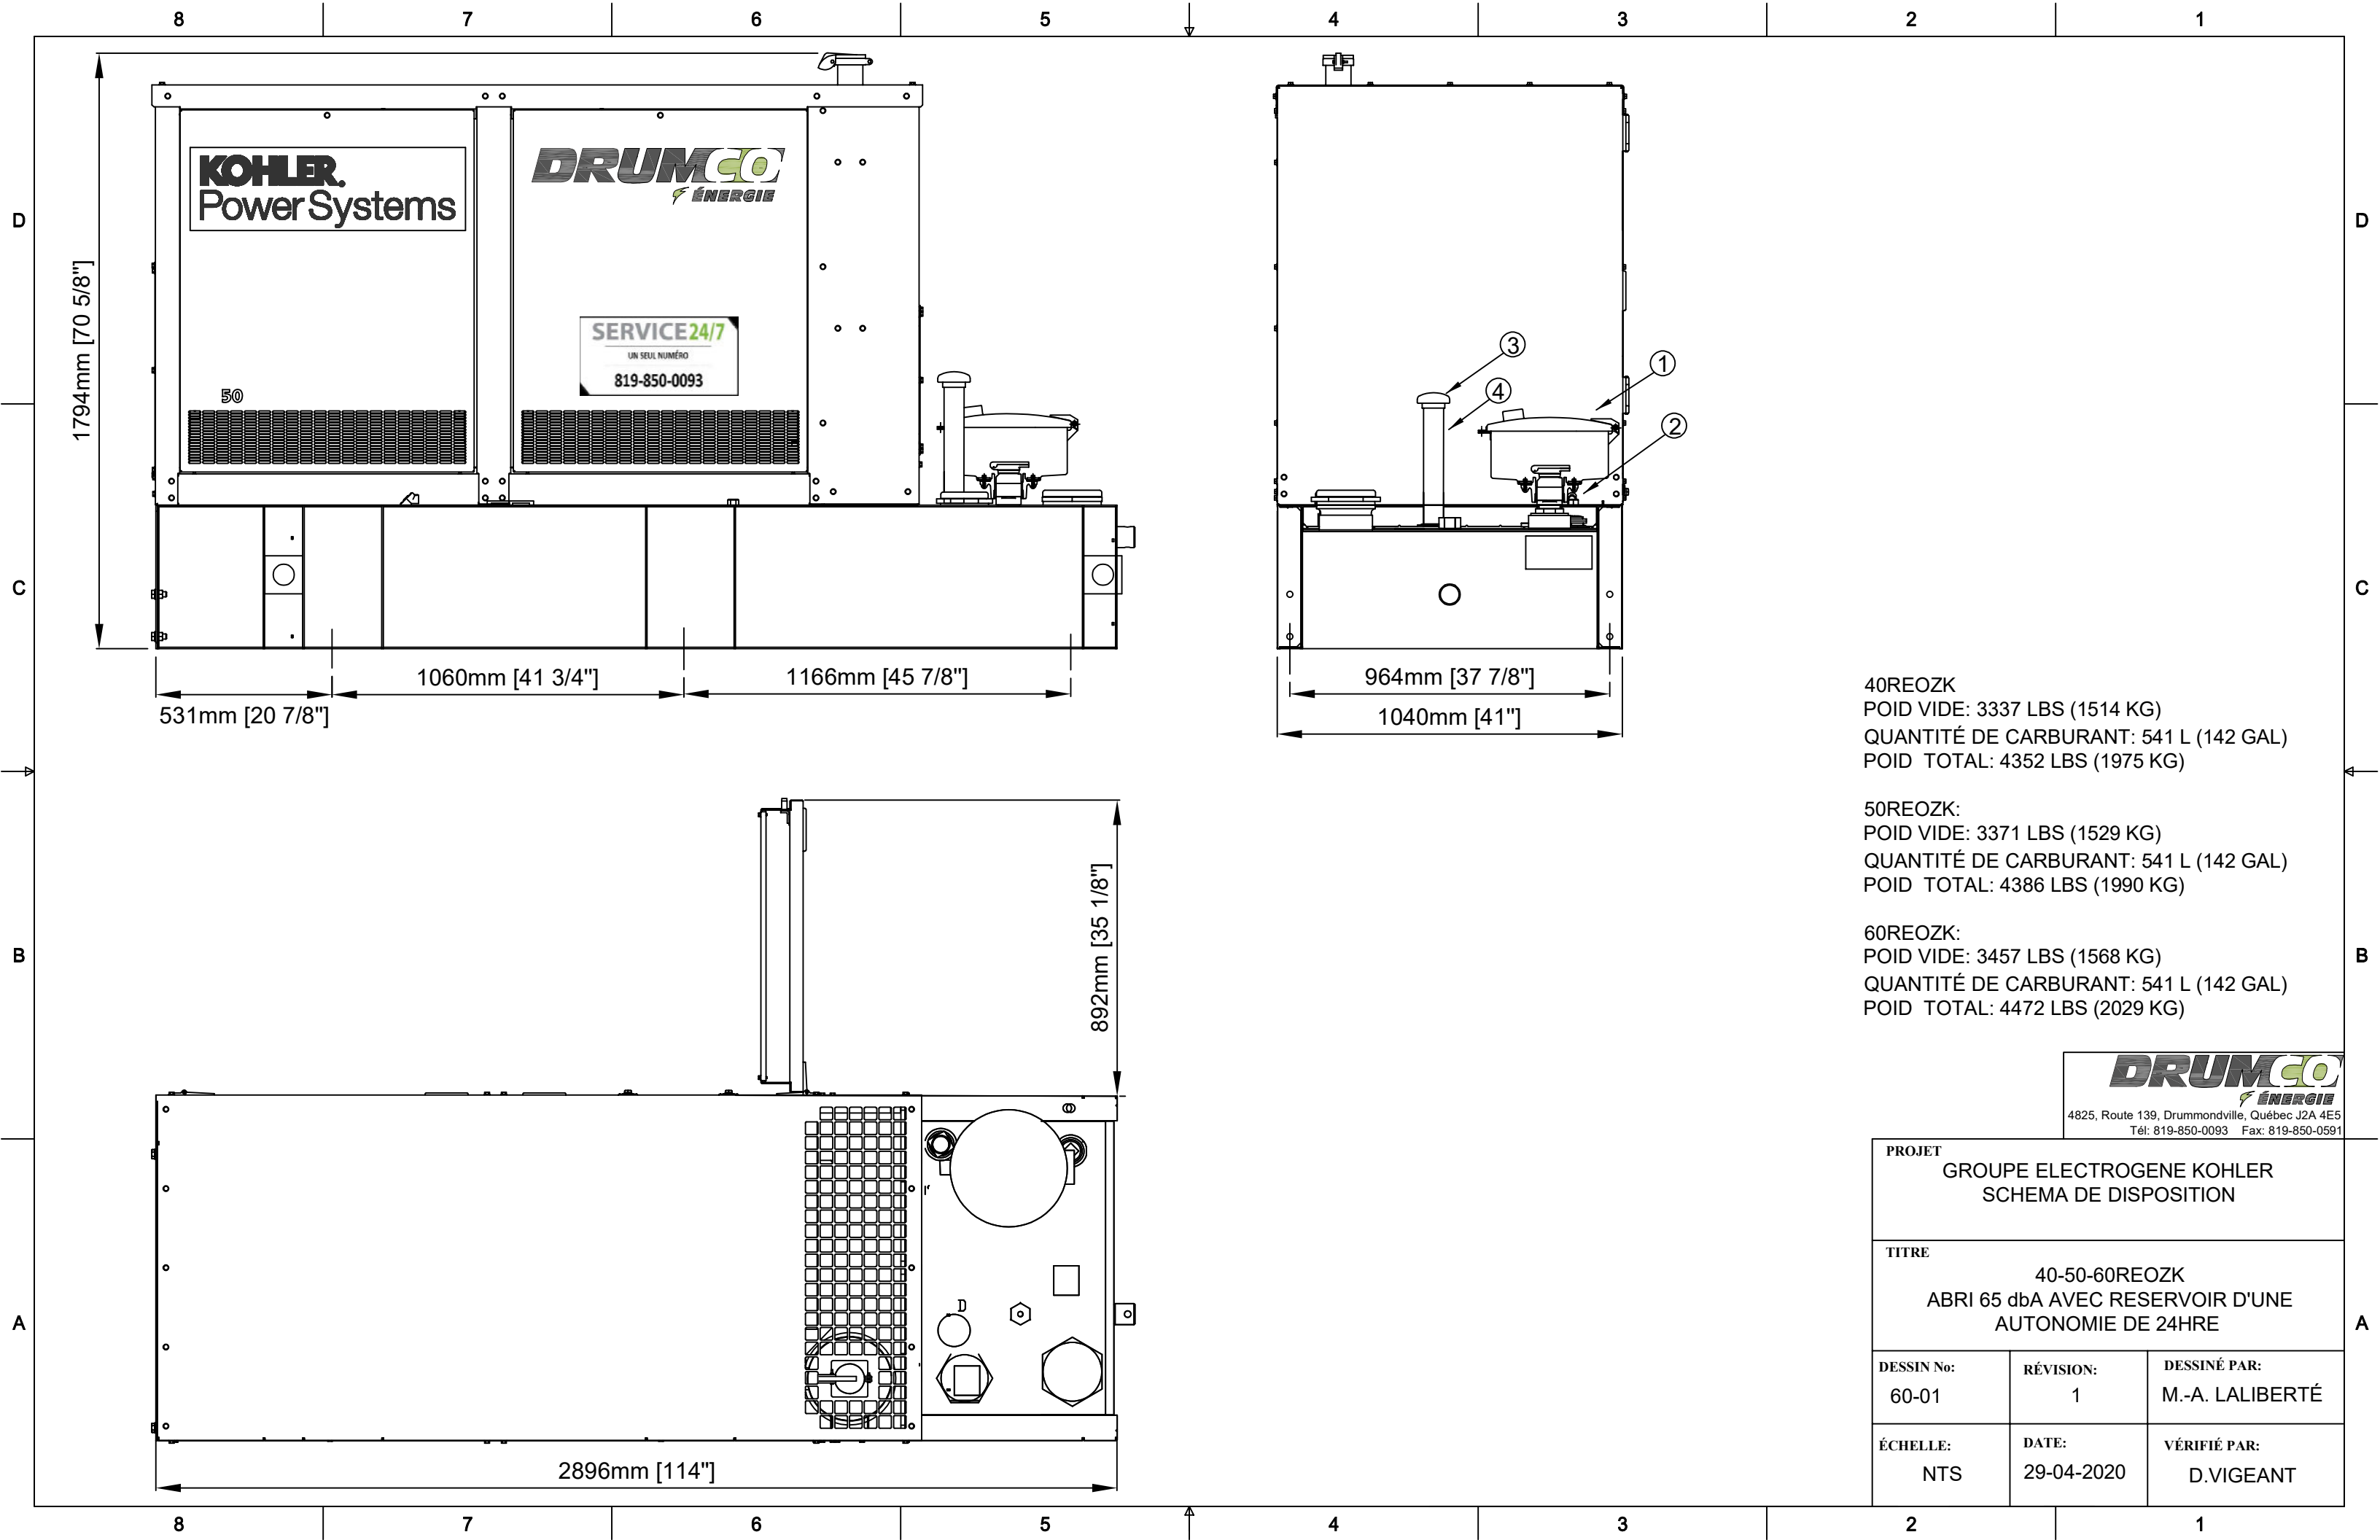 8 7 6 5 4 3 2 1
D
D
C
C
B
B
A
A
KOHLER.
Power Systems
DRUMCO
ÉNERGIE
SERVICE 24/7
UN SEUL NUMÉRO
819-850-0093
50
1794mm [70 5/8"]
531mm [20 7/8"]
1060mm [41 3/4"]
1166mm [45 7/8"]
3
4
1
2
964mm [37 7/8"]
1040mm [41"]
892mm [35 1/8"]
D
2896mm [114"]
40REOZK
POID VIDE: 3337 LBS (1514 KG)
QUANTITÉ DE CARBURANT: 541 L (142 GAL)
POID TOTAL: 4352 LBS (1975 KG)
50REOZK:
POID VIDE: 3371 LBS (1529 KG)
QUANTITÉ DE CARBURANT: 541 L (142 GAL)
POID TOTAL: 4386 LBS (1990 KG)
60REOZK:
POID VIDE: 3457 LBS (1568 KG)
QUANTITÉ DE CARBURANT: 541 L (142 GAL)
POID TOTAL: 4472 LBS (2029 KG)
DRUMCO
ÉNERGIE
4825, Route 139, Drummondville, Québec J2A 4E5
Tél: 819-850-0093 Fax: 819-850-0591
PROJET
GROUPE ELECTROGENE KOHLER
SCHEMA DE DISPOSITION
TITRE
40-50-60REOZK
ABRI 65 dbA AVEC RESERVOIR D'UNE
AUTONOMIE DE 24HRE
DESSIN No:
60-01
RÉVISION:
1
DESSINÉ PAR:
M.-A. LALIBERTÉ
ÉCHELLE:
NTS
DATE:
29-04-2020
VÉRIFIÉ PAR:
D.VIGEANT
8 7 6 5 4 3 2 1